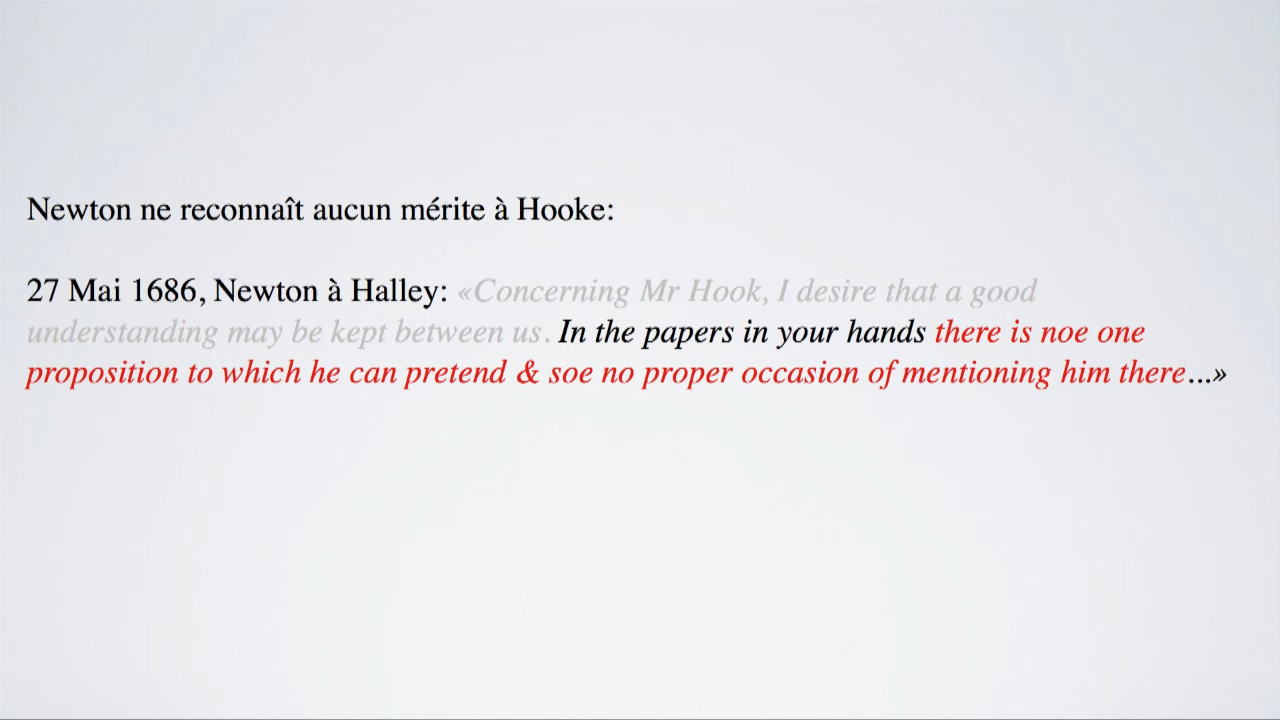 Newton ne reconnaît aucun mérite à Hooke:
27 Mai 1686, Newton à Halley: «Concerning Mr Hook, I desire that a good
understanding may be kept between us. In the papers in your hands there is noe one
proposition to which he can pretend & soe no proper occasion of mentioning him there...»